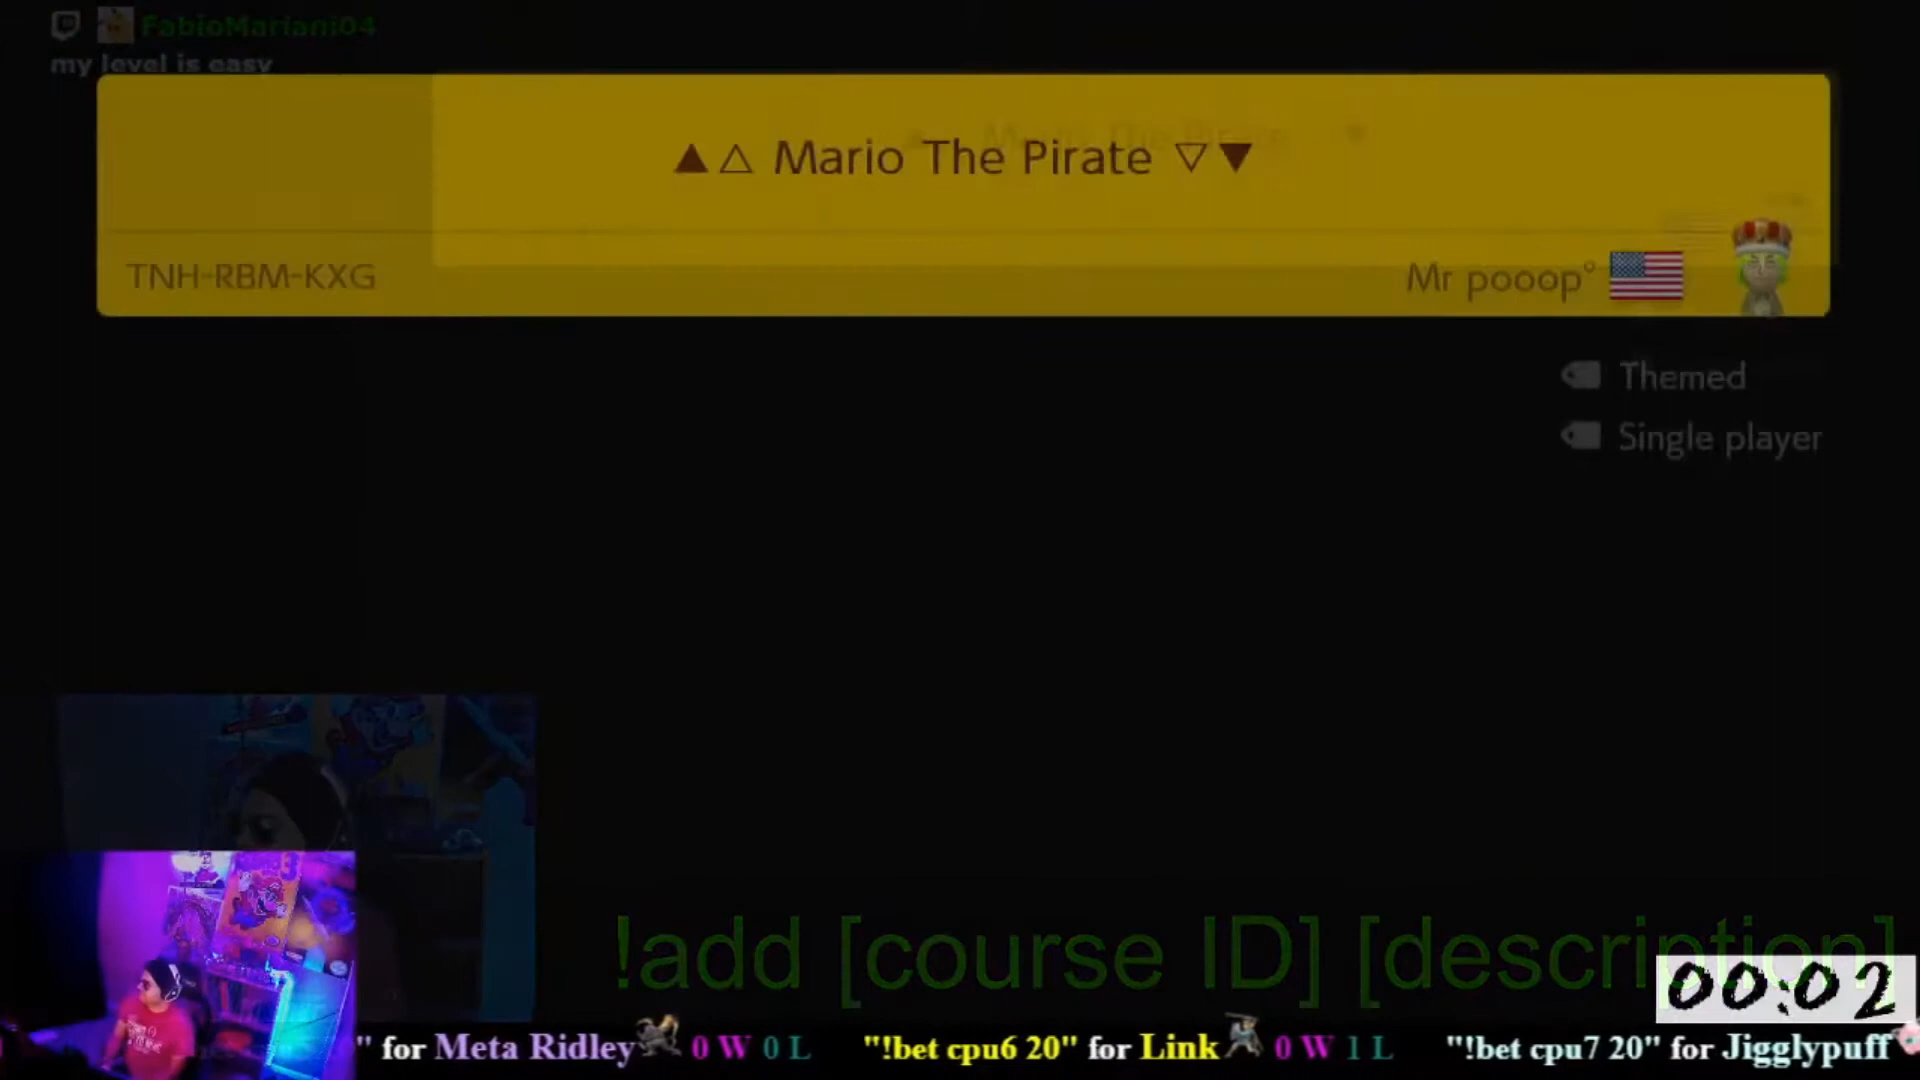 FabioMariani04
my level is easy
▲△ Mario The Pirate ▽▼
TNH-RBM-KXG
Mr pooop°
Themed
Single player
!add [course ID] [description]
00:02
" for Meta Ridley 0 W 0 L "!bet cpu6 20" for Link 0 W 1 L "!bet cpu7 20" for Jigglypuff